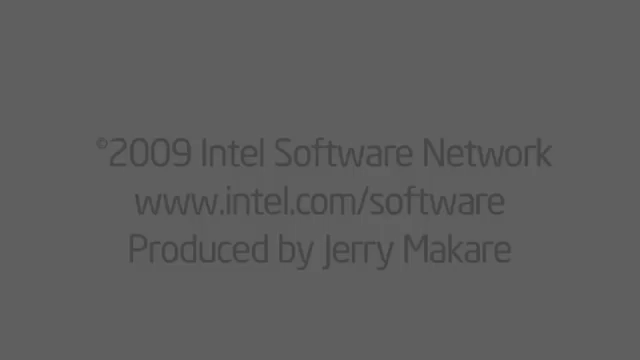 ©2009 Intel Software Network
www.intel.com/software
Produced by Jerry Makare